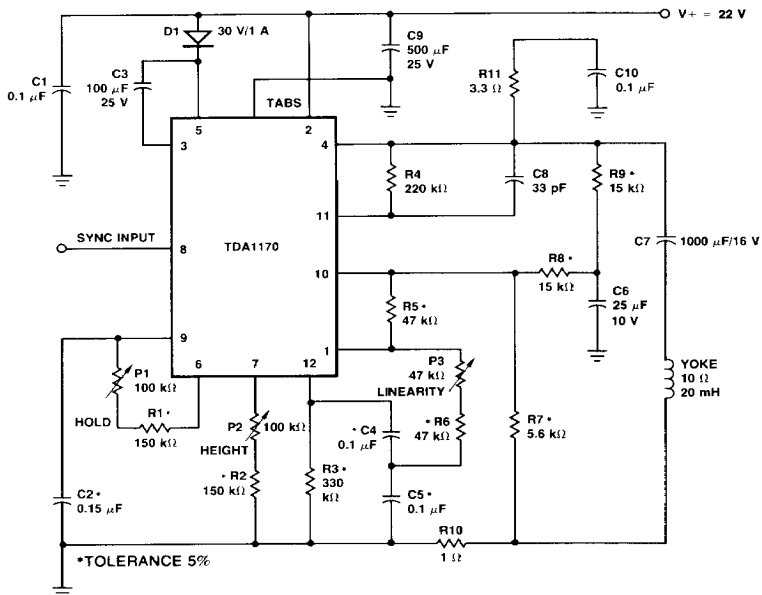 V+ = 22 V
D1 30 V/1 A
C9
500 µF
25 V
C3
100 µF
25 V
C1
0.1 µF
R11
3.3 Ω
C10
0.1 µF
TABS
5
2
3
4
R4
220 kΩ
C8
33 pF
R9*
15 kΩ
11
SYNC INPUT
8
TDA1170
C7
1000 µF/16 V
10
R8*
15 kΩ
R5*
47 kΩ
C6
25 µF
10 V
9
1
6
7
12
P1
100 kΩ
P3
47 kΩ
LINEARITY
YOKE
10 Ω
20 mH
HOLD
R1*
150 kΩ
P2
100 kΩ
HEIGHT
*C4
0.1 µF
*R6
47 kΩ
R7*
5.6 kΩ
*R2
150 kΩ
R3*
330
kΩ
C2*
0.15 µF
C5*
0.1 µF
R10
1 Ω
*TOLERANCE 5%